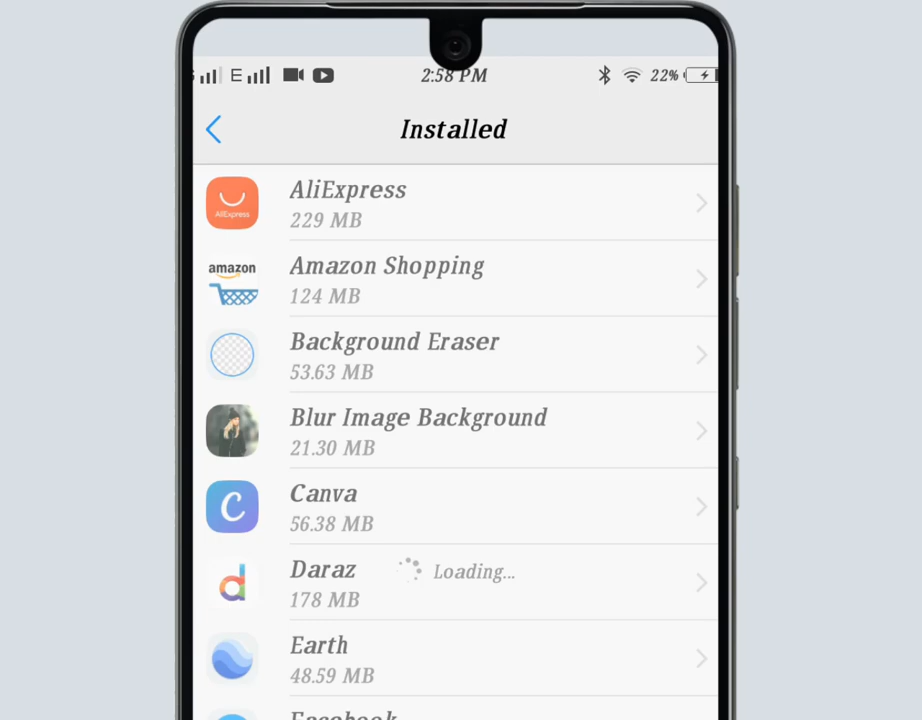 E 2:58 PM 22%
Installed
AliExpress
AliExpress
229 MB
amazon
Amazon Shopping
124 MB
Background Eraser
53.63 MB
Blur Image Background
21.30 MB
C
Canva
56.38 MB
d
Daraz
Loading...
178 MB
Earth
48.59 MB
Facebook